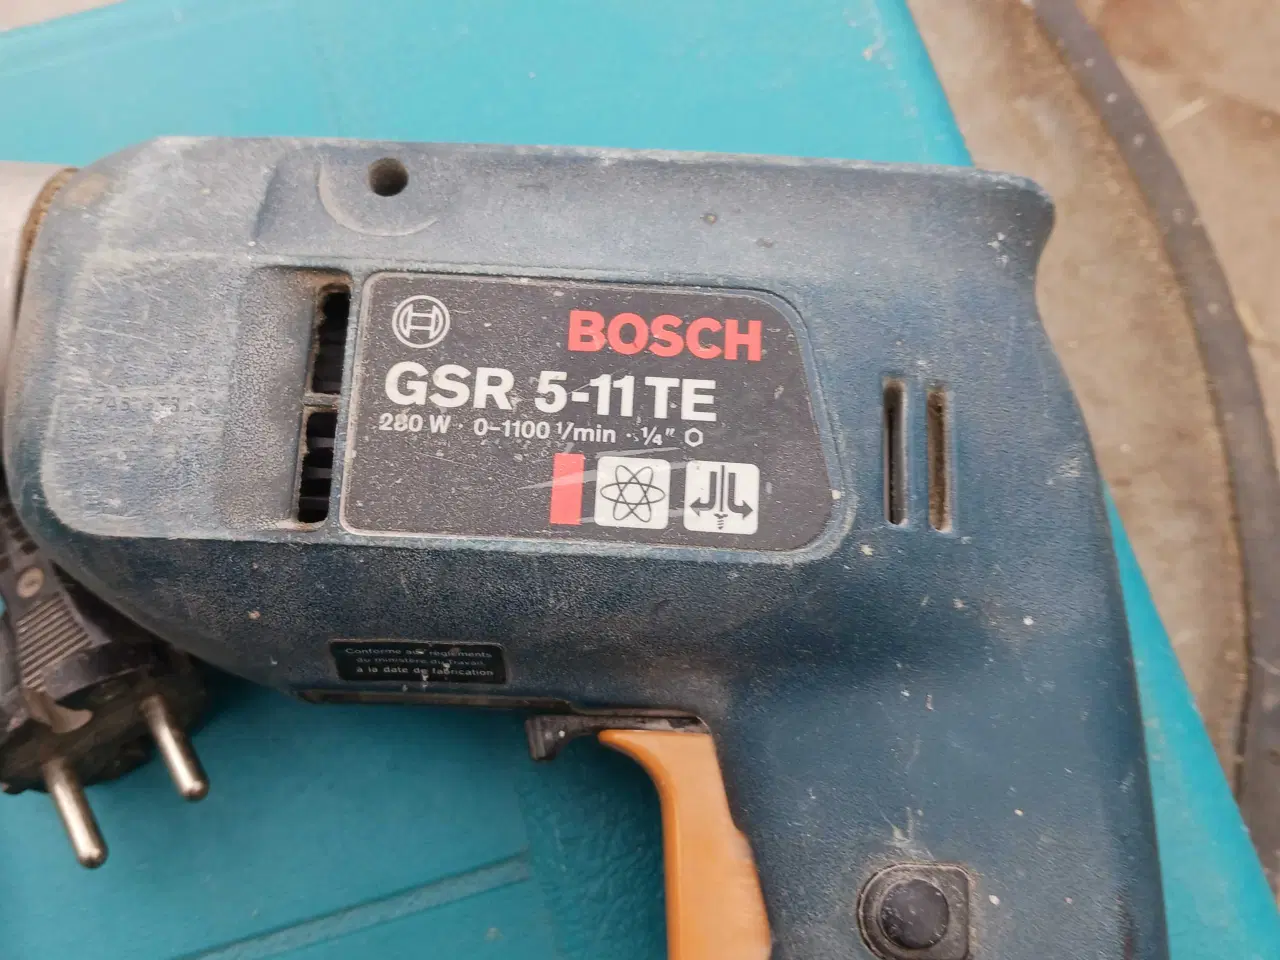 BOSCH
GSR 5-11 TE
280 W · 0-1100 1/min · 1/4"
Conforme aux règlements
du ministère du Travail
à la date de fabrication